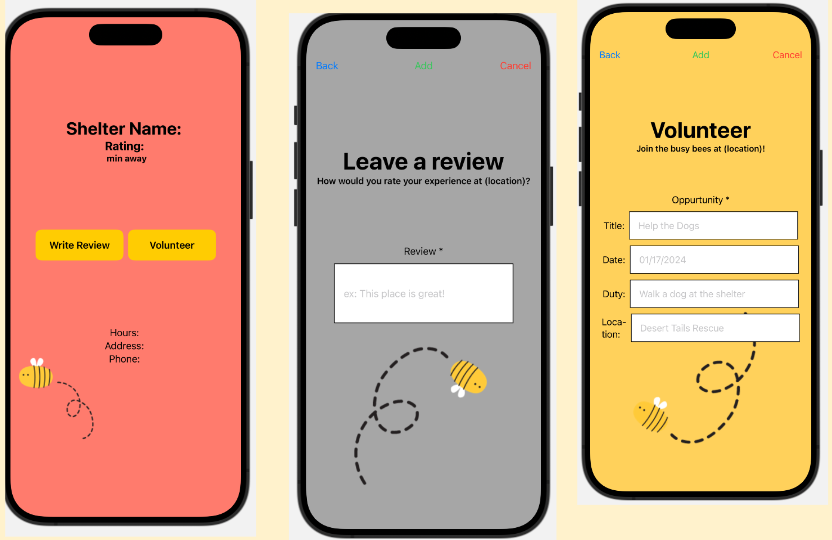 Shelter Name:
Rating:
min away
Write Review
Volunteer
Hours:
Address:
Phone:
Back
Add
Cancel
Leave a review
How would you rate your experience at (location)?
Review *
ex: This place is great!
Back
Add
Cancel
Volunteer
Join the busy bees at (location)!
Oppurtunity *
Title:
Help the Dogs
Date:
01/17/2024
Duty:
Walk a dog at the shelter
Loca-
tion:
Desert Tails Rescue